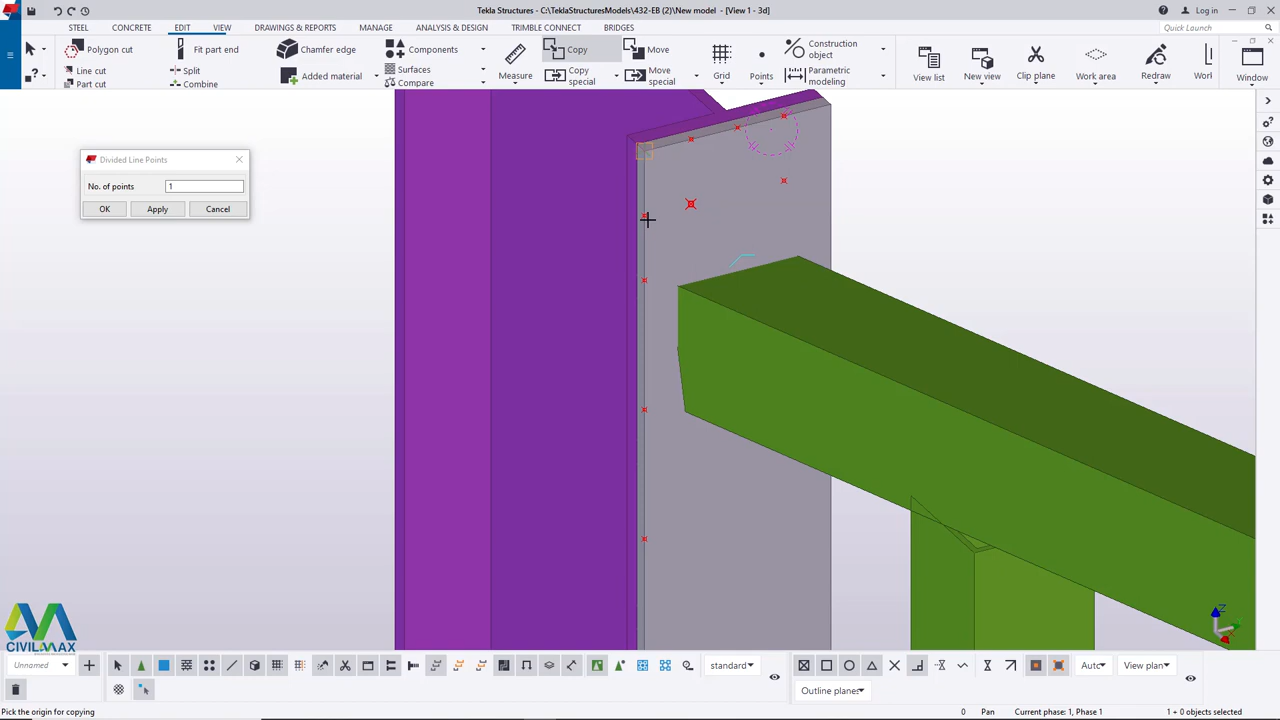 Tekla Structures - C:\TeklaStructuresModels\432-EB (2)\New model - [View 1 - 3d]
Log in
STEEL
CONCRETE
EDIT
VIEW
DRAWINGS & REPORTS
MANAGE
ANALYSIS & DESIGN
TRIMBLE CONNECT
BRIDGES
Quick Launch
Polygon cut
Line cut
Part cut
Fit part end
Split
Combine
Chamfer edge
Added material
Components
Surfaces
Compare
Measure
Copy
Copy special
Move
Move special
Grid
Points
Construction object
Parametric modeling
View list
New view
Clip plane
Work area
Redraw
Worl
Window
Divided Line Points
No. of points
1
OK
Apply
Cancel
Z
CIVILMAX
Unnamed
standard
Auto
View plan
Outline planes
Pick the origin for copying
0
Pan
Current phase: 1, Phase 1
1 + 0 objects selected